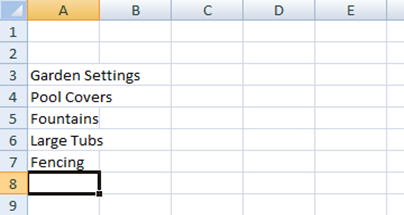 A B C D E
1
2
3 Garden Settings
4 Pool Covers
5 Fountains
6 Large Tubs
7 Fencing
8
9